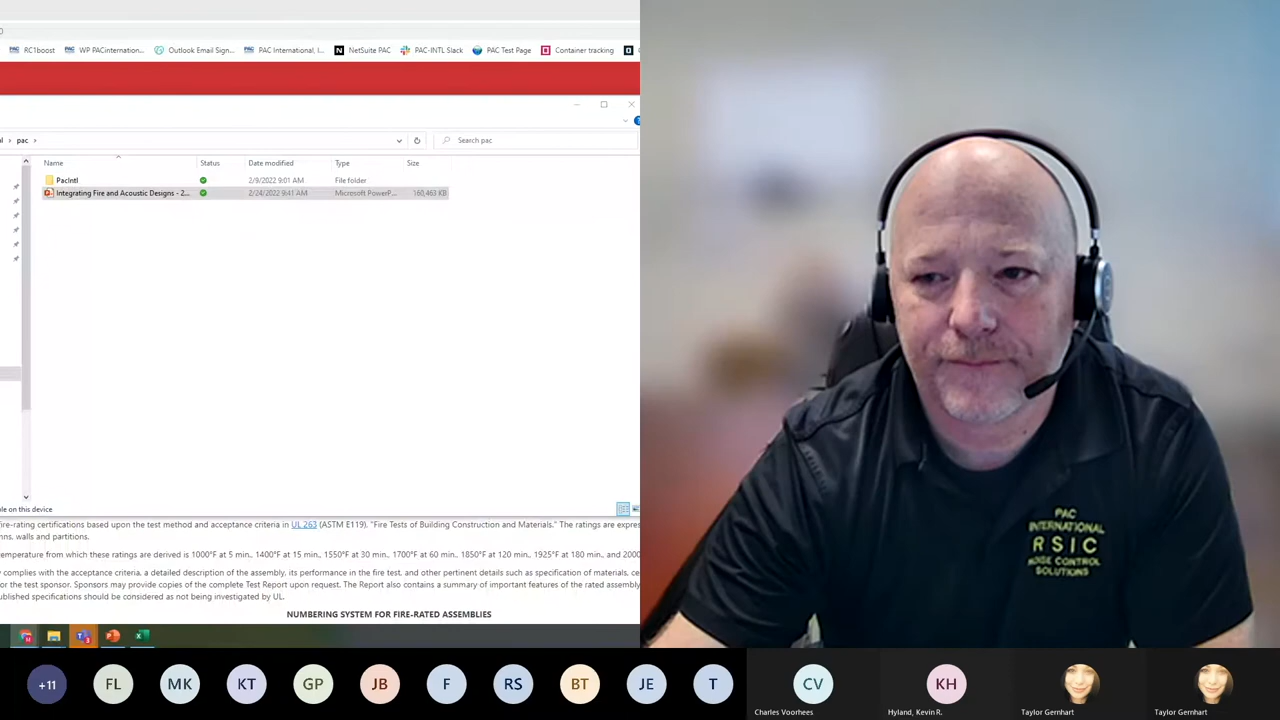 RC1boost WP PACinternation... Outlook Email Sign... PAC International, I... NetSuite PAC PAC-INTL Slack PAC Test Page Container tracking
pac
Search pac
Name Status Date modified Type Size
PacIntl 2/9/2022 9:01 AM File folder
Integrating Fire and Acoustic Designs - 2... 2/24/2022 9:41 AM Microsoft PowerP... 160,463 KB
le on this device
fire-rating certifications based upon the test method and acceptance criteria in UL 263 (ASTM E119), "Fire Tests of Building Construction and Materials." The ratings are expres
mns, walls and partitions.
emperature from which these ratings are derived is 1000°F at 5 min., 1400°F at 15 min., 1550°F at 30 min., 1700°F at 60 min., 1850°F at 120 min., 1925°F at 180 min., and 2000
y complies with the acceptance criteria, a detailed description of the assembly, its performance in the fire test, and other pertinent details such as specification of materials, ce
or the test sponsor. Sponsors may provide copies of the complete Test Report upon request. The Report also contains a summary of important features of the rated assembly
ublished specifications should be considered as not being investigated by UL.
NUMBERING SYSTEM FOR FIRE-RATED ASSEMBLIES
PAC
INTERNATIONAL
RSIC
NOISE CONTROL
SOLUTIONS
+11 FL MK KT GP JB F RS BT JE T CV KH
Charles Voorhees Hyland, Kevin R. Taylor Gernhart Taylor Gernhart